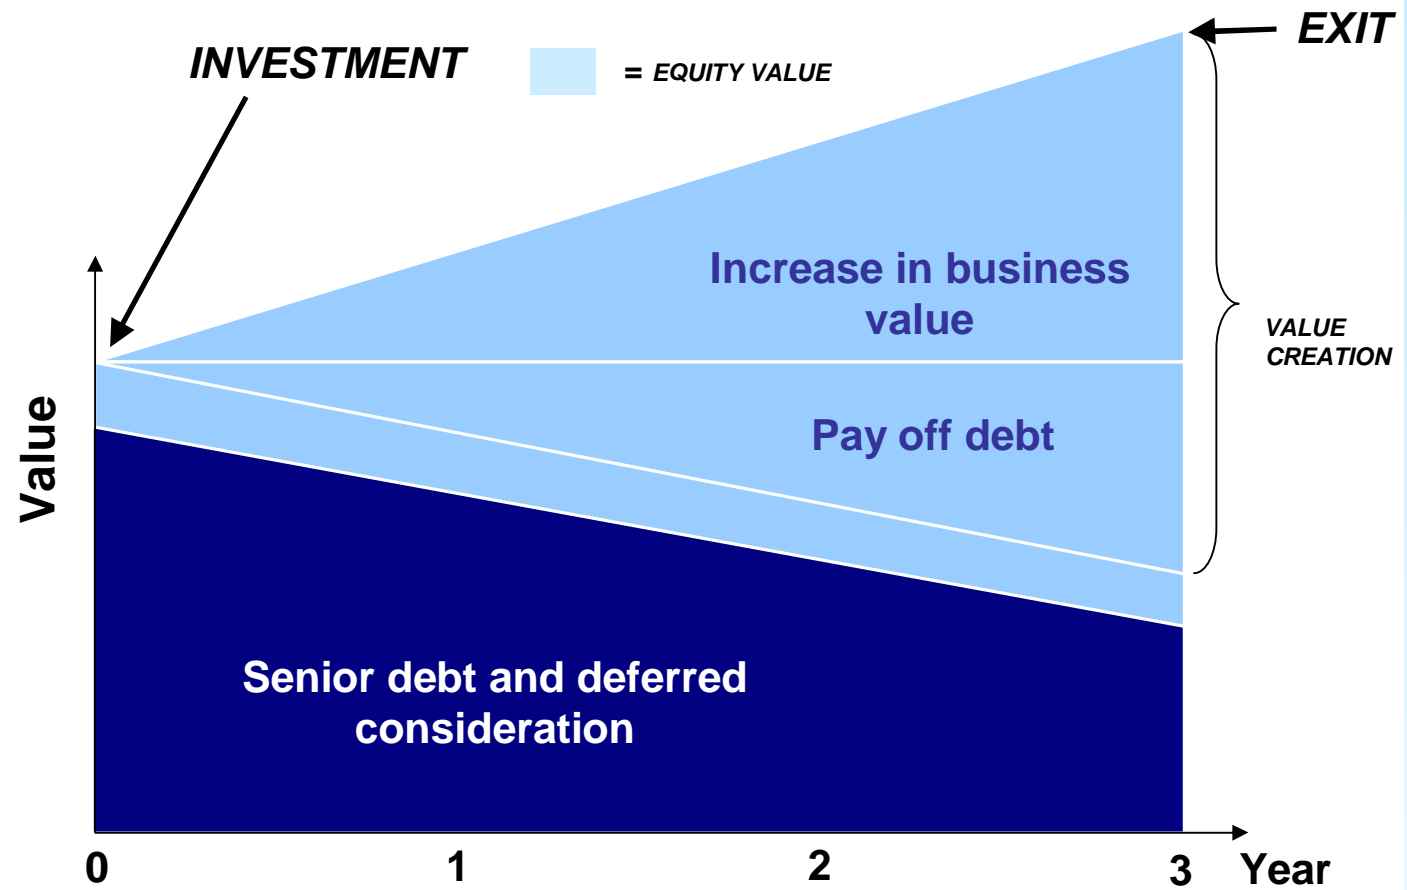 EXIT
INVESTMENT
= EQUITY VALUE
Increase in business
value
VALUE
CREATION
Pay off debt
Value
Senior debt and deferred
consideration
0 1 2 3 Year